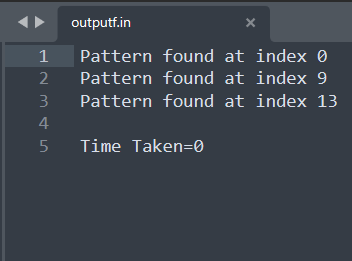 outputf.in
1 Pattern found at index 0
2 Pattern found at index 9
3 Pattern found at index 13
4
5 Time Taken=0